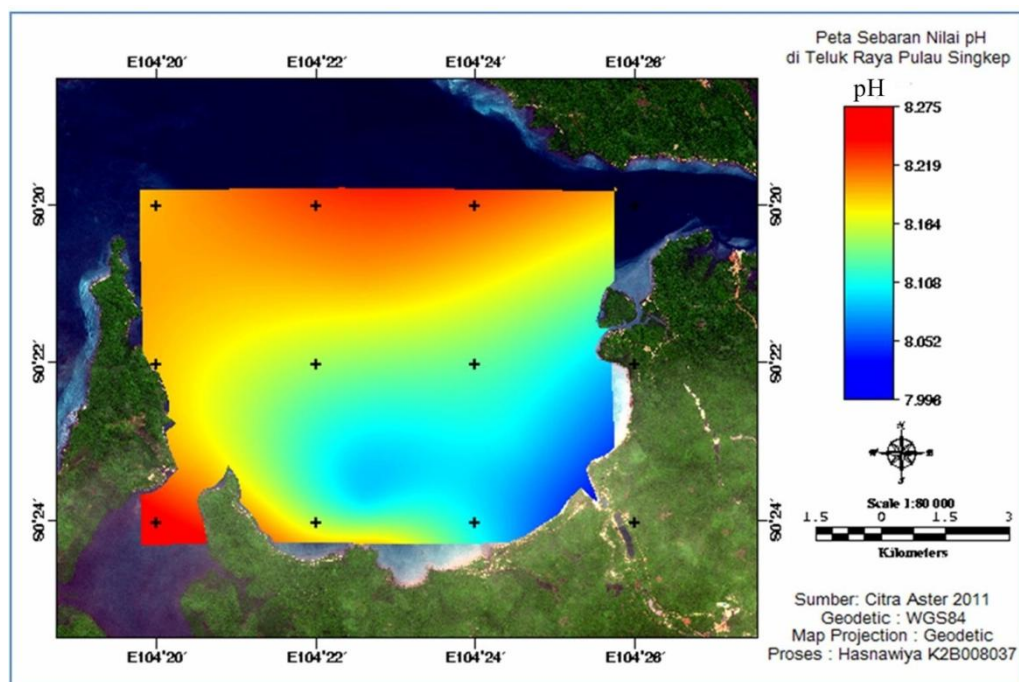 Peta Sebaran Nilai pH
di Teluk Raya Pulau Singkep
E104°20' E104°22' E104°24' E104°26'
S0°20' S0°20'
S0°22' S0°22'
S0°24' S0°24'
E104°20' E104°22' E104°24' E104°26'
pH
8.275
8.219
8.164
8.108
8.052
7.996
Scale 1:80 000
1.5 0 1.5 3
Kilometers
Sumber: Citra Aster 2011
Geodetic : WGS84
Map Projection : Geodetic
Proses : Hasnawiya K2B008037